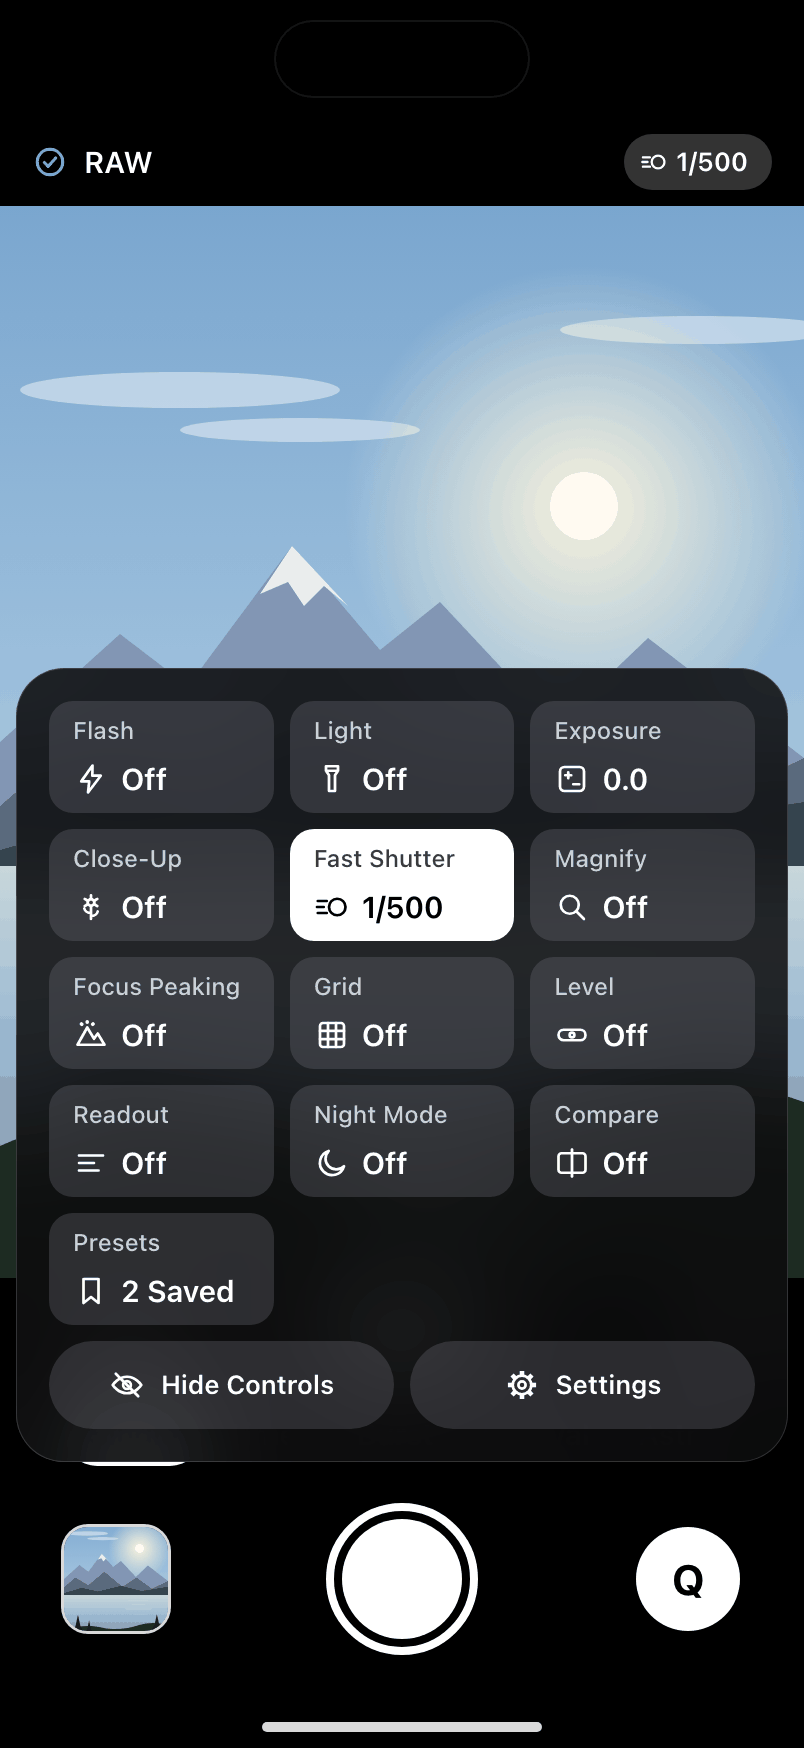 RAW
1/500
Flash
Off
Light
Off
Exposure
0.0
Close-Up
Off
Fast Shutter
1/500
Magnify
Off
Focus Peaking
Off
Grid
Off
Level
Off
Readout
Off
Night Mode
Off
Compare
Off
Presets
2 Saved
Hide Controls
Settings
Q